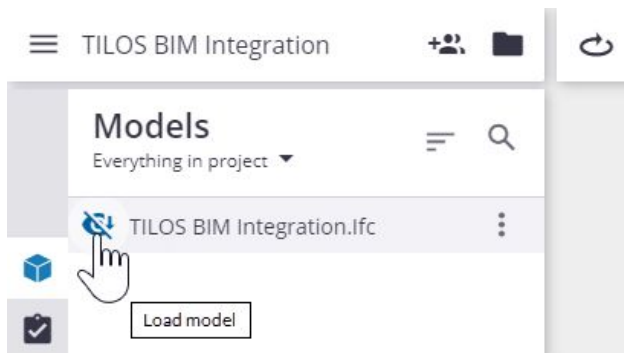 TILOS BIM Integration
Models
Everything in project
TILOS BIM Integration.Ifc
Load model